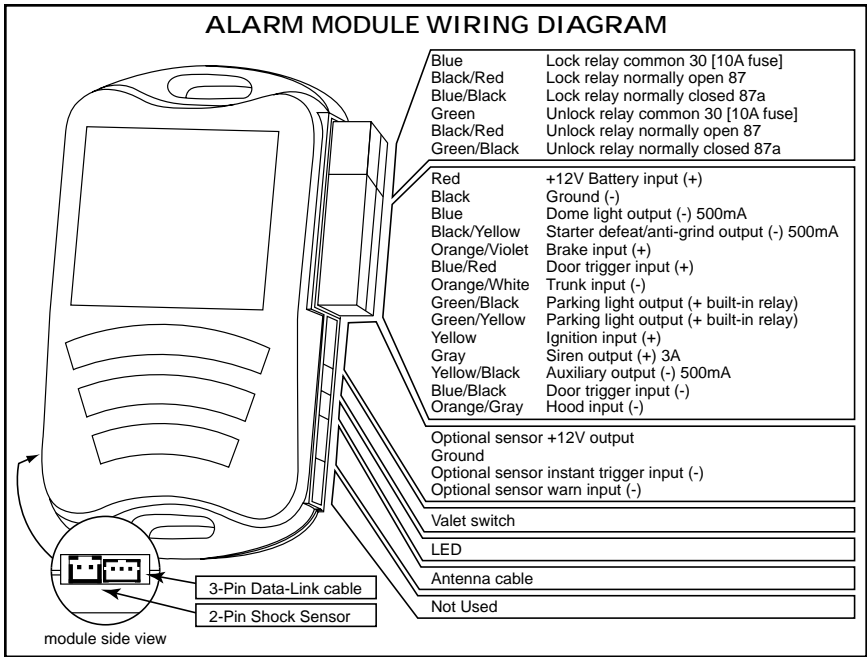 ALARM MODULE WIRING DIAGRAM
Blue Lock relay common 30 [10A fuse]
Black/Red Lock relay normally open 87
Blue/Black Lock relay normally closed 87a
Green Unlock relay common 30 [10A fuse]
Black/Red Unlock relay normally open 87
Green/Black Unlock relay normally closed 87a
Red +12V Battery input (+)
Black Ground (-)
Blue Dome light output (-) 500mA
Black/Yellow Starter defeat/anti-grind output (-) 500mA
Orange/Violet Brake input (+)
Blue/Red Door trigger input (+)
Orange/White Trunk input (-)
Green/Black Parking light output (+ built-in relay)
Green/Yellow Parking light output (+ built-in relay)
Yellow Ignition input (+)
Gray Siren output (+) 3A
Yellow/Black Auxiliary output (-) 500mA
Blue/Black Door trigger input (-)
Orange/Gray Hood input (-)
Optional sensor +12V output
Ground
Optional sensor instant trigger input (-)
Optional sensor warn input (-)
Valet switch
LED
Antenna cable
Not Used
3-Pin Data-Link cable
2-Pin Shock Sensor
module side view